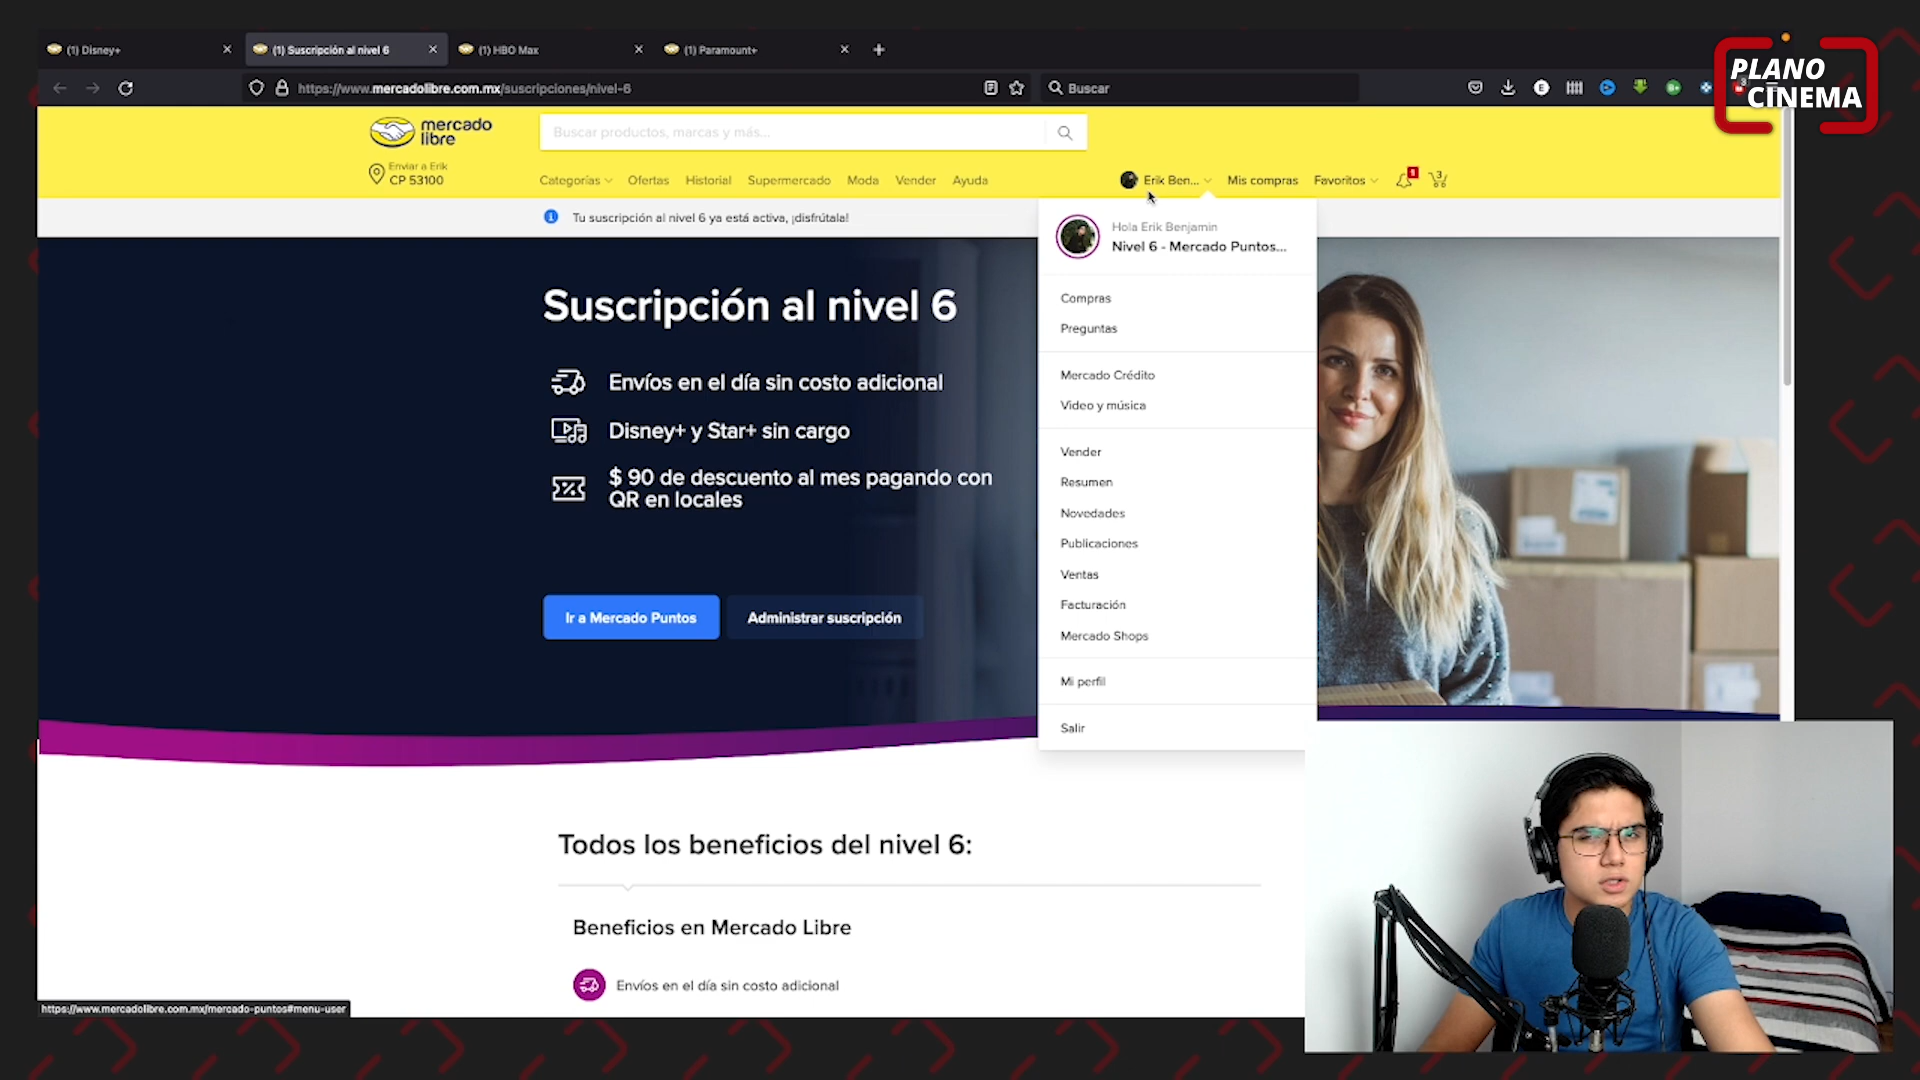 (1) Disney+
(1) Suscripción al nivel 6
(1) HBO Max
(1) Paramount+
PLANO
CINEMA
https://www.mercadolibre.com.mx/suscripciones/nivel-6
Buscar
mercado
libre
Buscar productos, marcas y más...
Enviar a Erik
CP 53100
Categorías
Ofertas
Historial
Supermercado
Moda
Vender
Ayuda
Erik Ben...
Mis compras
Favoritos
9
3
Tu suscripción al nivel 6 ya está activa, ¡disfrútala!
Hola Erik Benjamin
Nivel 6 - Mercado Puntos...
Compras
Preguntas
Mercado Crédito
Video y música
Vender
Resumen
Novedades
Publicaciones
Ventas
Facturación
Mercado Shops
Mi perfil
Salir
Suscripción al nivel 6
Envíos en el día sin costo adicional
Disney+ y Star+ sin cargo
$ 90 de descuento al mes pagando con
QR en locales
Ir a Mercado Puntos
Administrar suscripción
Todos los beneficios del nivel 6:
Beneficios en Mercado Libre
Envíos en el día sin costo adicional
https://www.mercadolibre.com.mx/mercado-puntos#menu-user